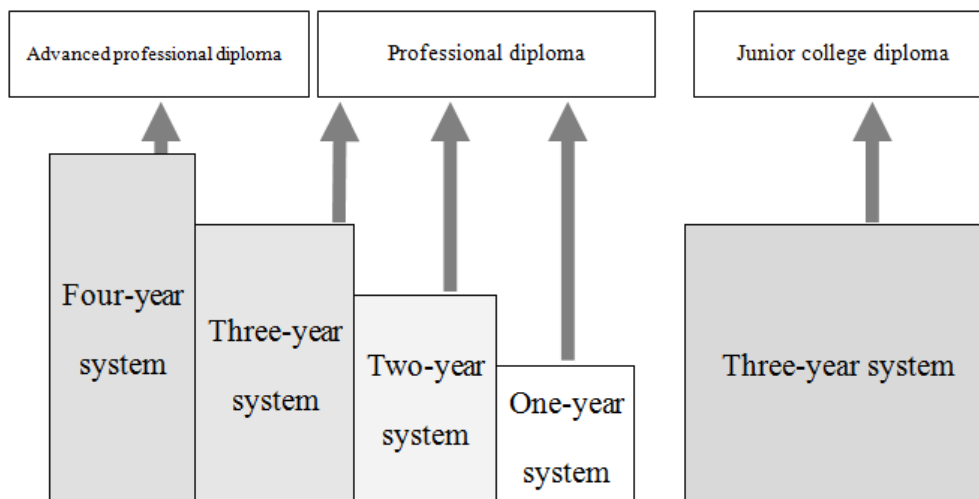 Advanced professional diploma
Professional diploma
Junior college diploma
Four-year
system
Three-year
system
Two-year
system
One-year
system
Three-year system